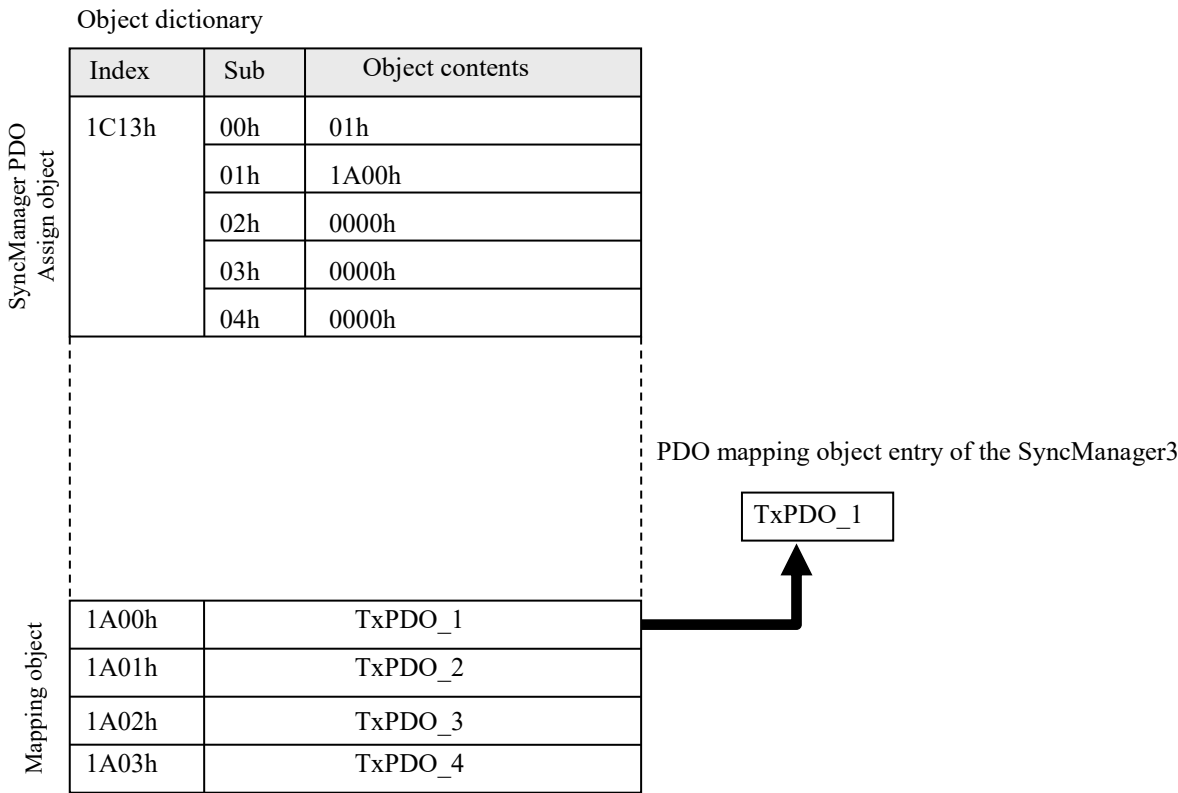 Object dictionary
Index Sub Object contents
SyncManager PDO
Assign object
1C13h 00h 01h
01h 1A00h
02h 0000h
03h 0000h
04h 0000h
PDO mapping object entry of the SyncManager3
TxPDO_1
Mapping object
1A00h TxPDO_1
1A01h TxPDO_2
1A02h TxPDO_3
1A03h TxPDO_4